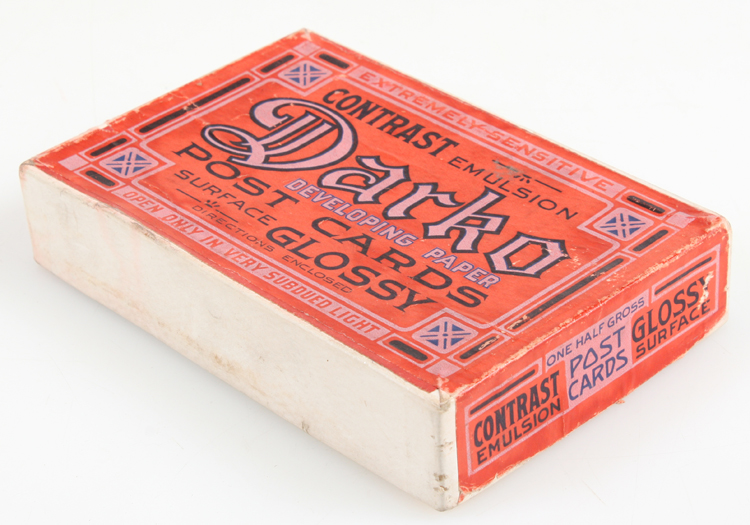 EXTREMELY-SENSITIVE
CONTRAST EMULSION
Darko
DEVELOPING PAPER
POST CARDS
SURFACE GLOSSY
DIRECTIONS ENCLOSED
OPEN ONLY IN VERY SUBDUED LIGHT
ONE HALF GROSS
CONTRAST EMULSION
POST CARDS
GLOSSY SURFACE